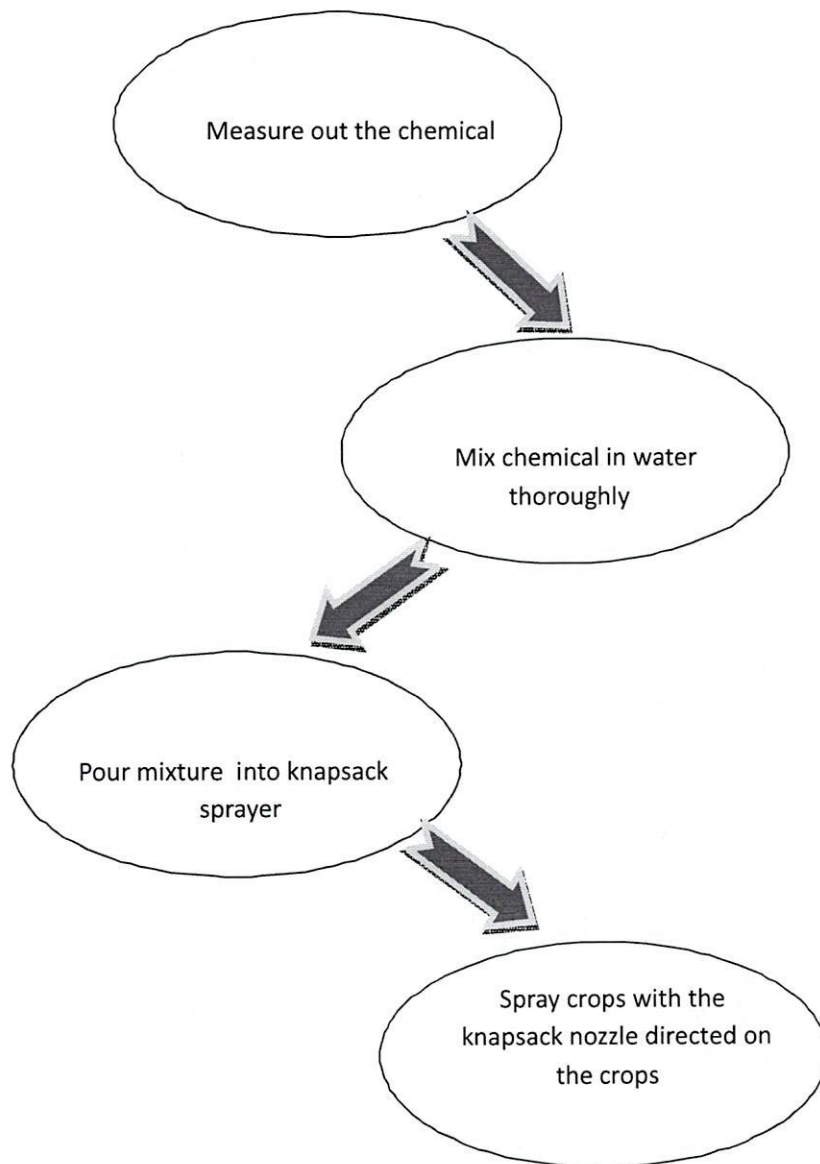 Measure out the chemical
Mix chemical in water
thoroughly
Pour mixture  into knapsack
sprayer
Spray crops with the
knapsack nozzle directed on
the crops